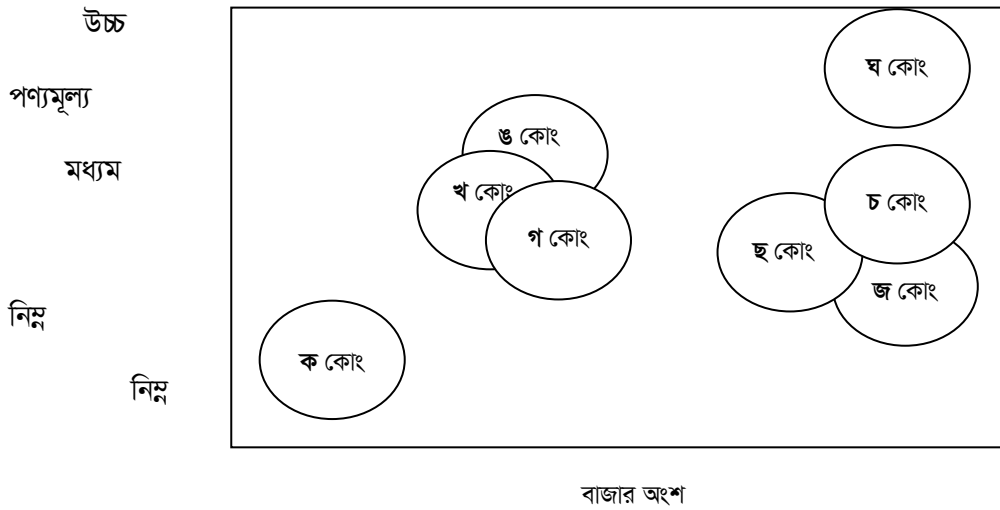 উচ্চ
ঘ কোং
পণ্যমূল্য
ঙ কোং
মধ্যম
খ কোং
চ কোং
গ কোং
ছ কোং
জ কোং
নিম্ন
ক কোং
নিম্ন
বাজার অংশ